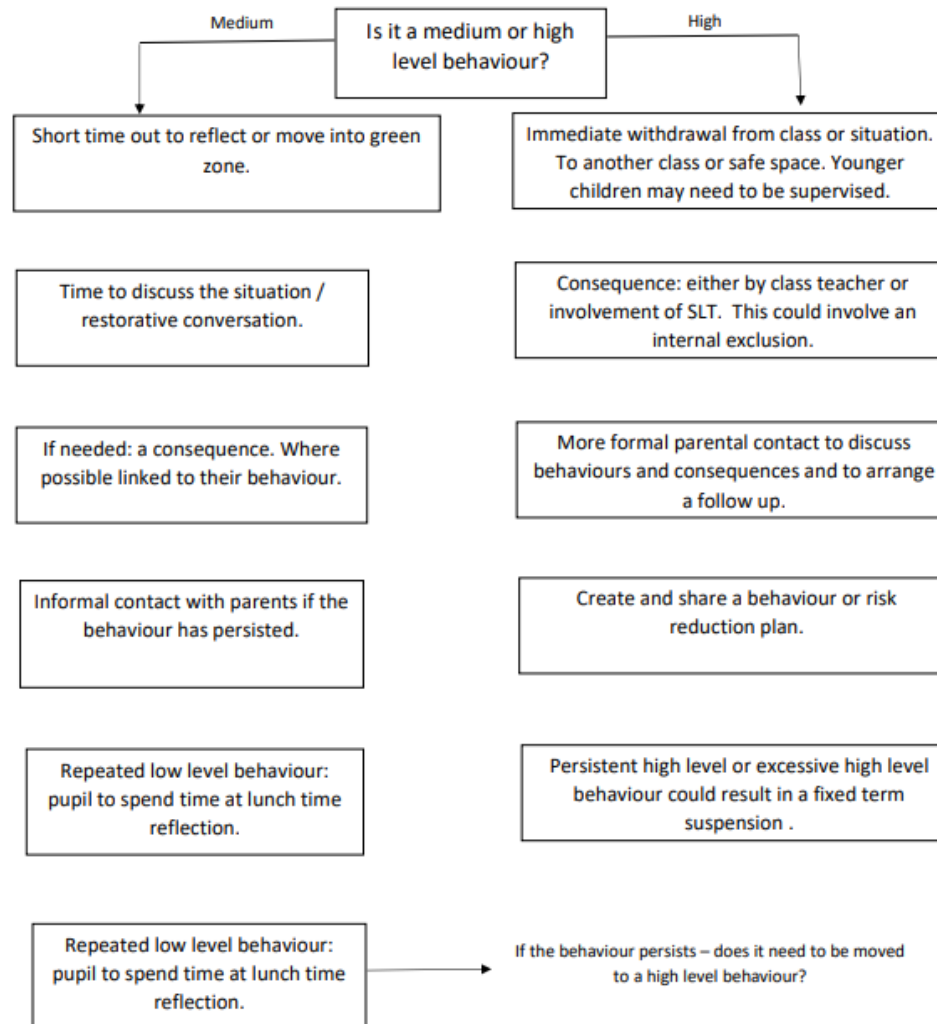 Medium
Is it a medium or high
level behaviour?
High
Short time out to reflect or move into green
zone.
Immediate withdrawal from class or situation.
To another class or safe space. Younger
children may need to be supervised.
Time to discuss the situation /
restorative conversation.
Consequence: either by class teacher or
involvement of SLT.  This could involve an
internal exclusion.
If needed: a consequence. Where
possible linked to their behaviour.
More formal parental contact to discuss
behaviours and consequences and to arrange
a follow up.
Informal contact with parents if the
behaviour has persisted.
Create and share a behaviour or risk
reduction plan.
Repeated low level behaviour:
pupil to spend time at lunch time
reflection.
Persistent high level or excessive high level
behaviour could result in a fixed term
suspension .
Repeated low level behaviour:
pupil to spend time at lunch time
reflection.
If the behaviour persists – does it need to be moved
to a high level behaviour?